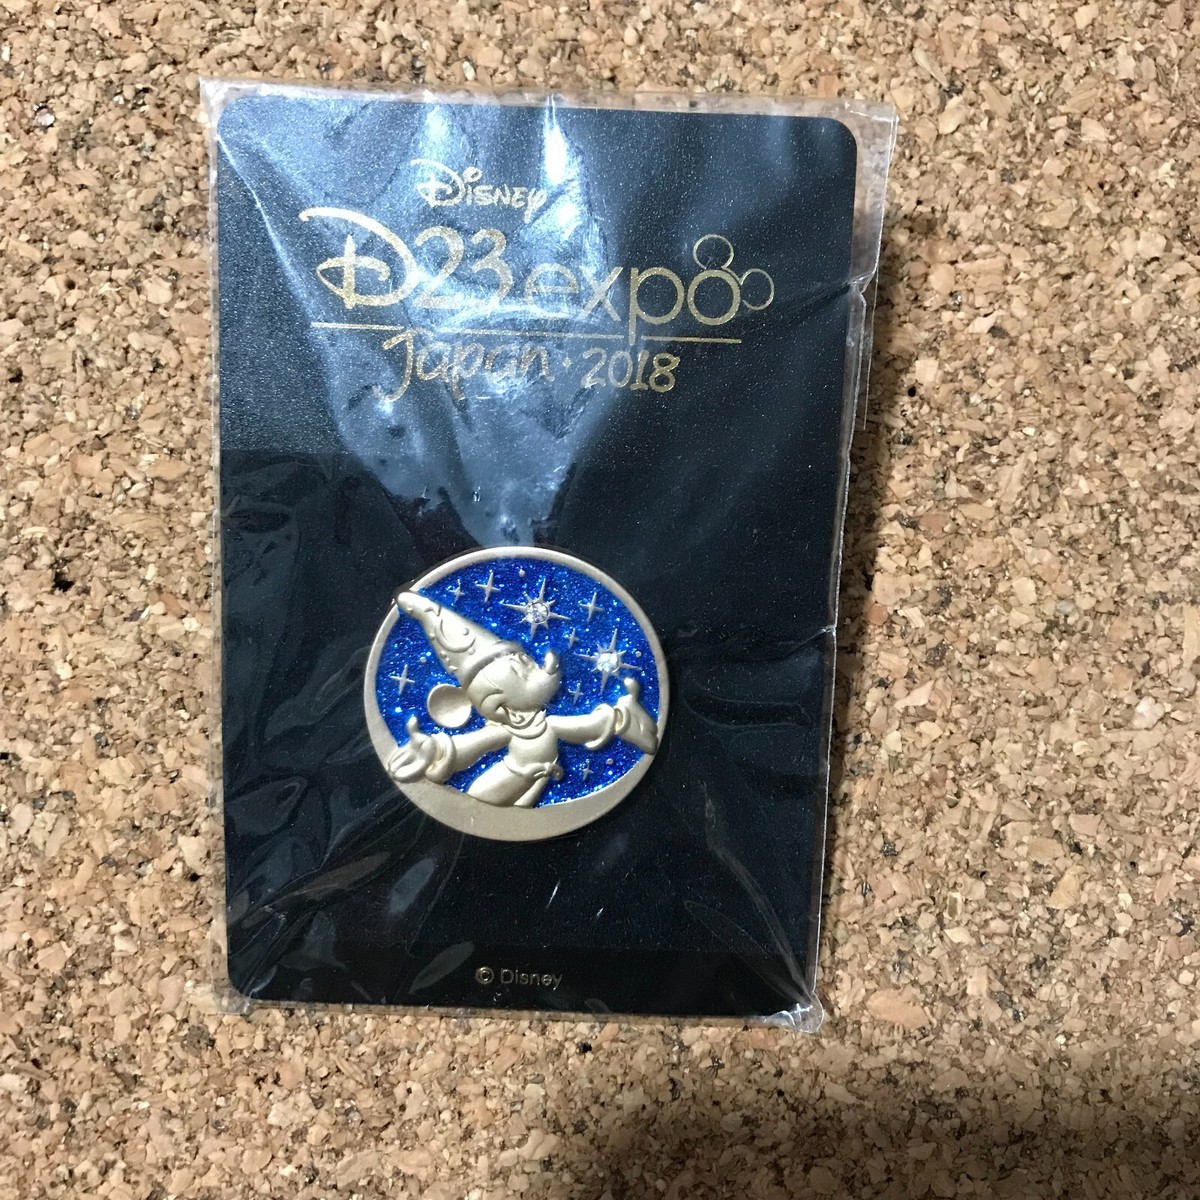 Disney
D23 expo
Japan · 2018
© Disney